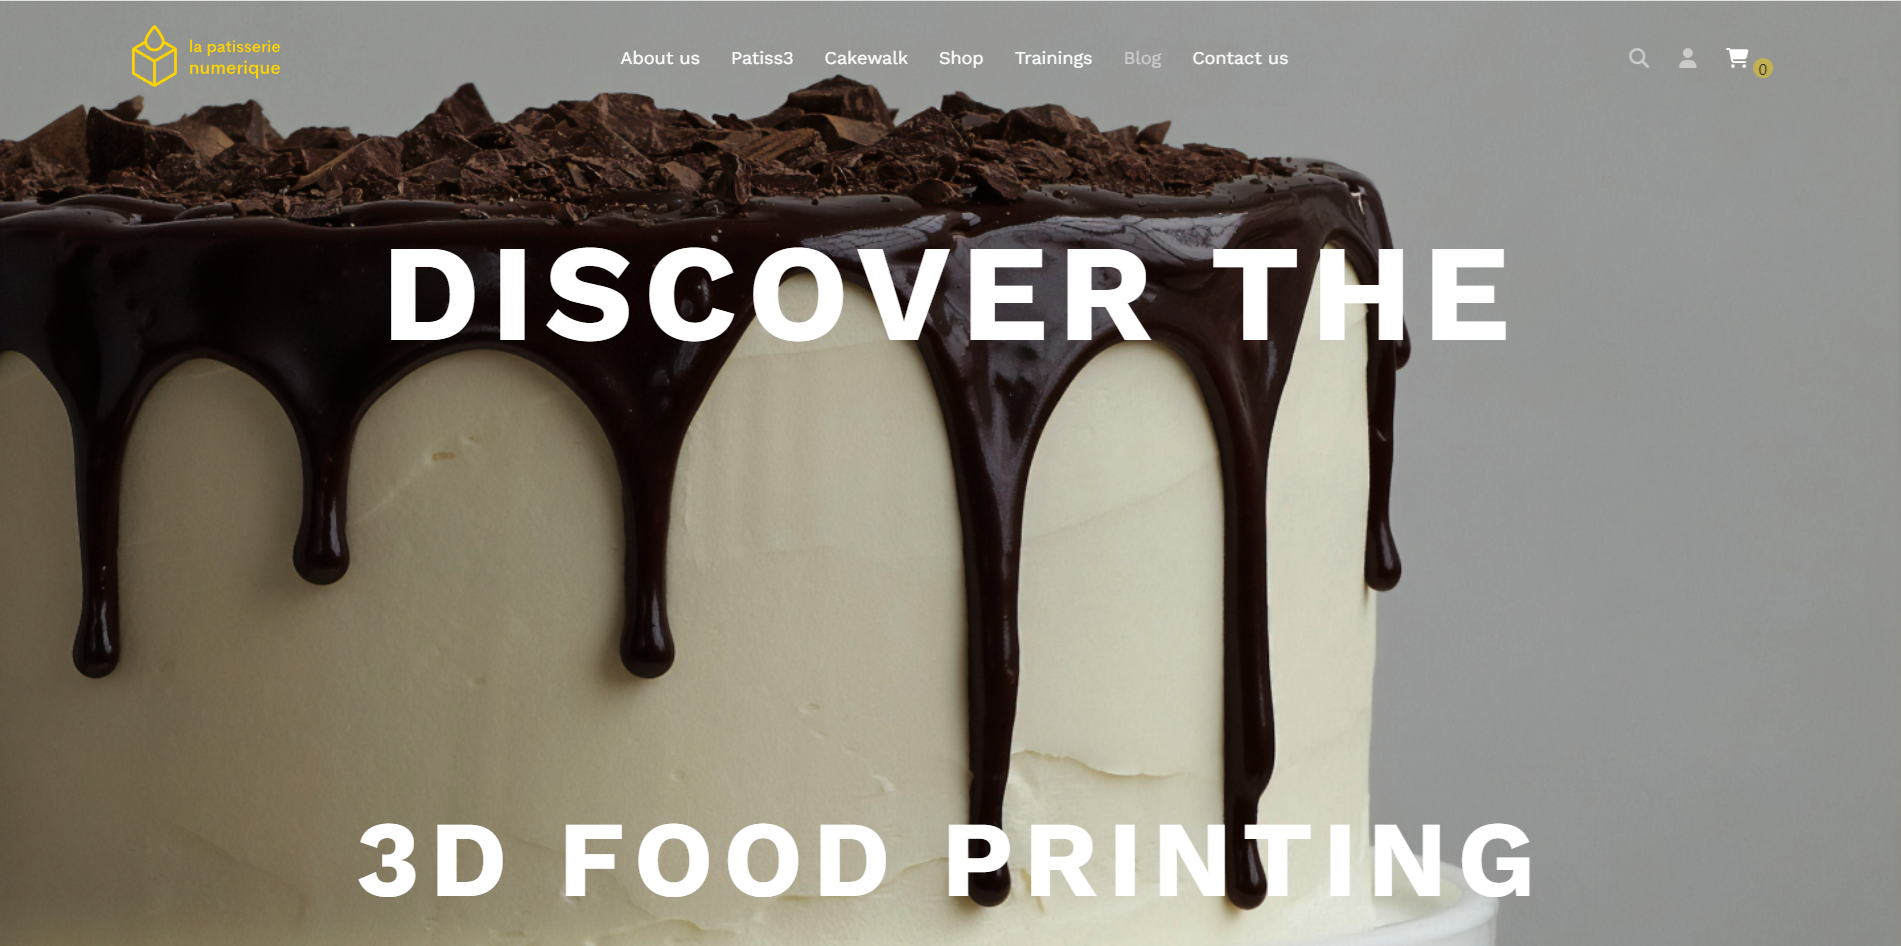 la patisserie
numerique
About us Patiss3 Cakewalk Shop Trainings Blog Contact us
0
DISCOVER THE
3D FOOD PRINTING